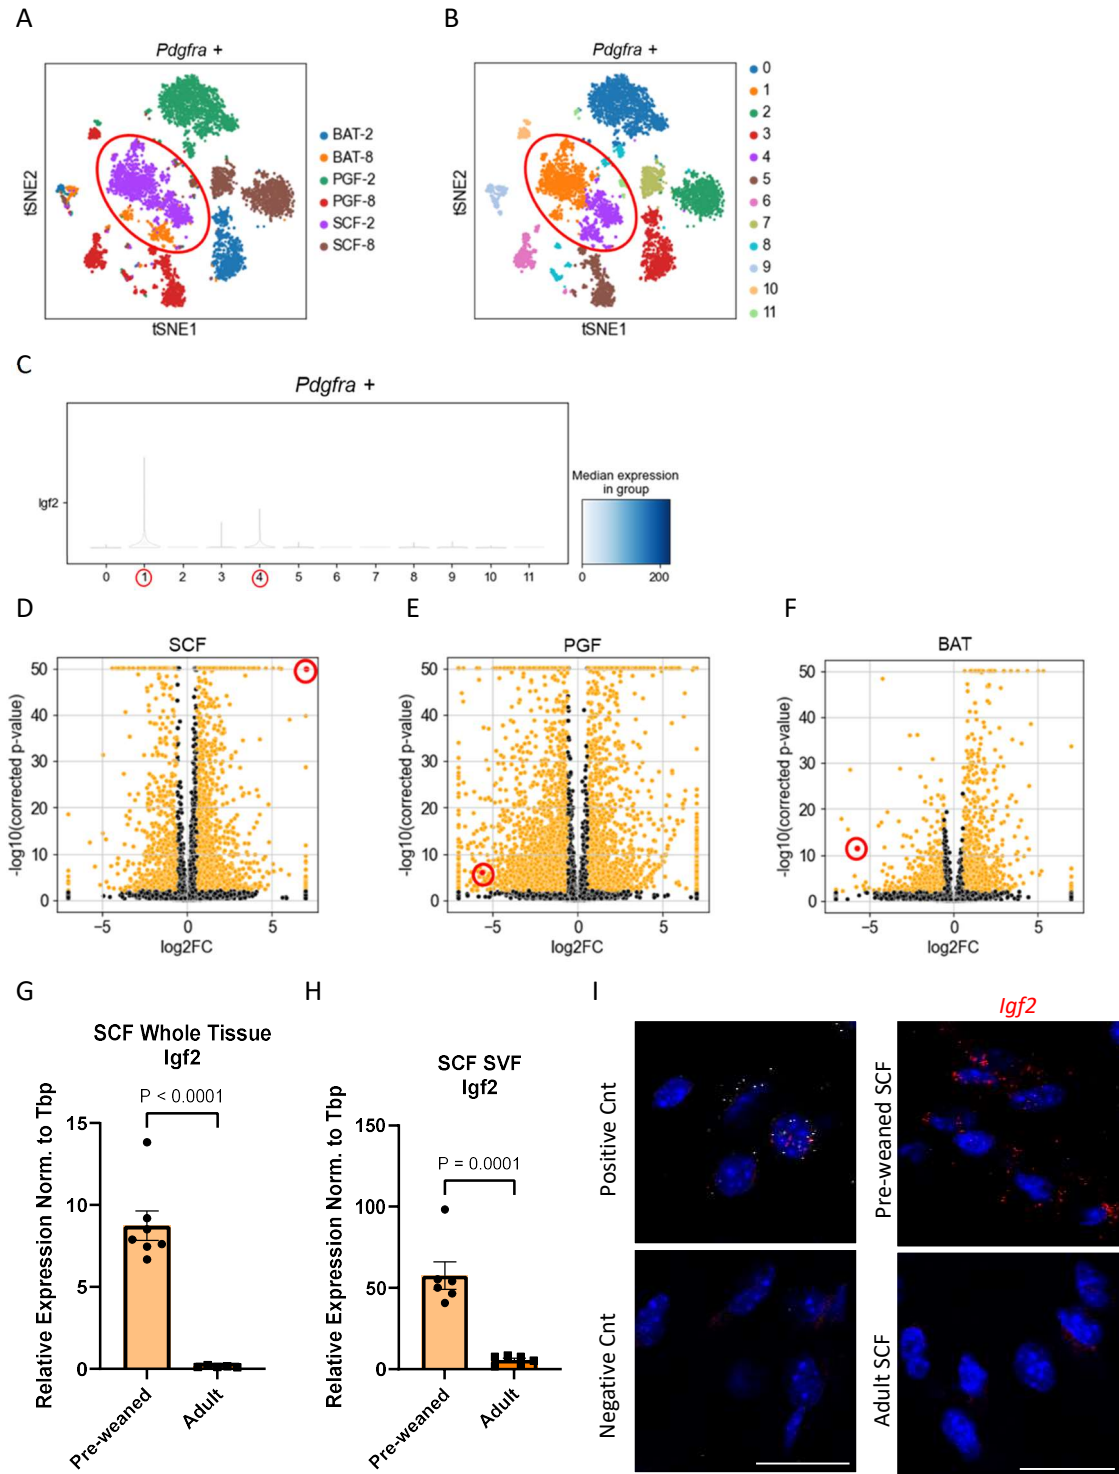 A
B
Pdgfra +
Pdgfra +
tSNE2
tSNE1
BAT-2
BAT-8
PGF-2
PGF-8
SCF-2
SCF-8
tSNE2
tSNE1
0
1
2
3
4
5
6
7
8
9
10
11
C
Pdgfra +
Igf2
0 1 2 3 4 5 6 7 8 9 10 11
Median expression
in group
0 200
D
E
F
SCF
50
40
30
20
10
0
-log10(corrected p-value)
−5 0 5
log2FC
PGF
50
40
30
20
10
0
-log10(corrected p-value)
−5 0 5
log2FC
BAT
50
40
30
20
10
0
-log10(corrected p-value)
−5 0 5
log2FC
G
H
I
SCF Whole Tissue
Igf2
P < 0.0001
Relative Expression Norm. to Tbp
15
10
5
0
Pre-weaned
Adult
SCF SVF
Igf2
P = 0.0001
Relative Expression Norm. to Tbp
150
100
50
0
Pre-weaned
Adult
Igf2
Positive Cnt
Pre-weaned SCF
Negative Cnt
Adult SCF